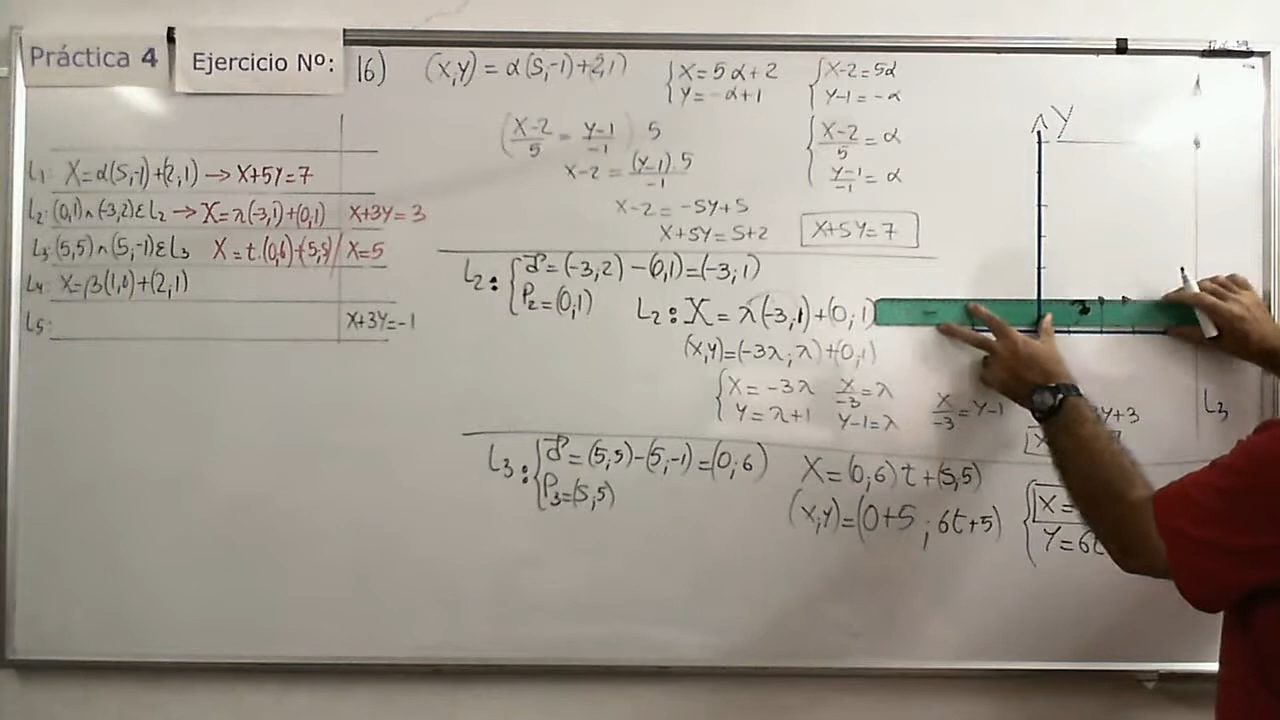 Práctica 4 Ejercicio Nº: 16)
(x,y) = α(5,-1)+2,1)
{x=5α+2
y=-α+1
{x-2=5α
y-1=-α
(x-2/5 = y-1/-1) 5
{x-2/5=α
y-1/-1=α
x-2 = (y-1).5/-1
x-2 = -5y+5
x+5y=5+2
x+5y=7
L1 X=α(5,-1)+(2,1) → x+5y=7
L2:(0,1)∧(-3,2)εL2 → X=λ(-3,1)+(0,1) x+3y=3
L3:(5,5)∧(5,-1)εL3 X=t.(0,6)+(5,5) / x=5
L4 X=β(1,0)+(2,1)
L5: x+3y=-1
L2: {d=(-3,2)-(0,1)=(-3;1)
P2=(0;1)
L2: X=λ(-3,1)+(0;1)
(x,y)=(-3λ;λ)+(0,1)
{x=-3λ x/-3=λ
y=λ+1 y-1=λ
x/-3=y-1
y+3
L3: {d=(5;5)-(5,-1)=(0;6)
P3=(5;5)
X=(0;6)t+(5;5)
(x,y)=(0+5;6t+5)
{x=
y=6t
Y
L3